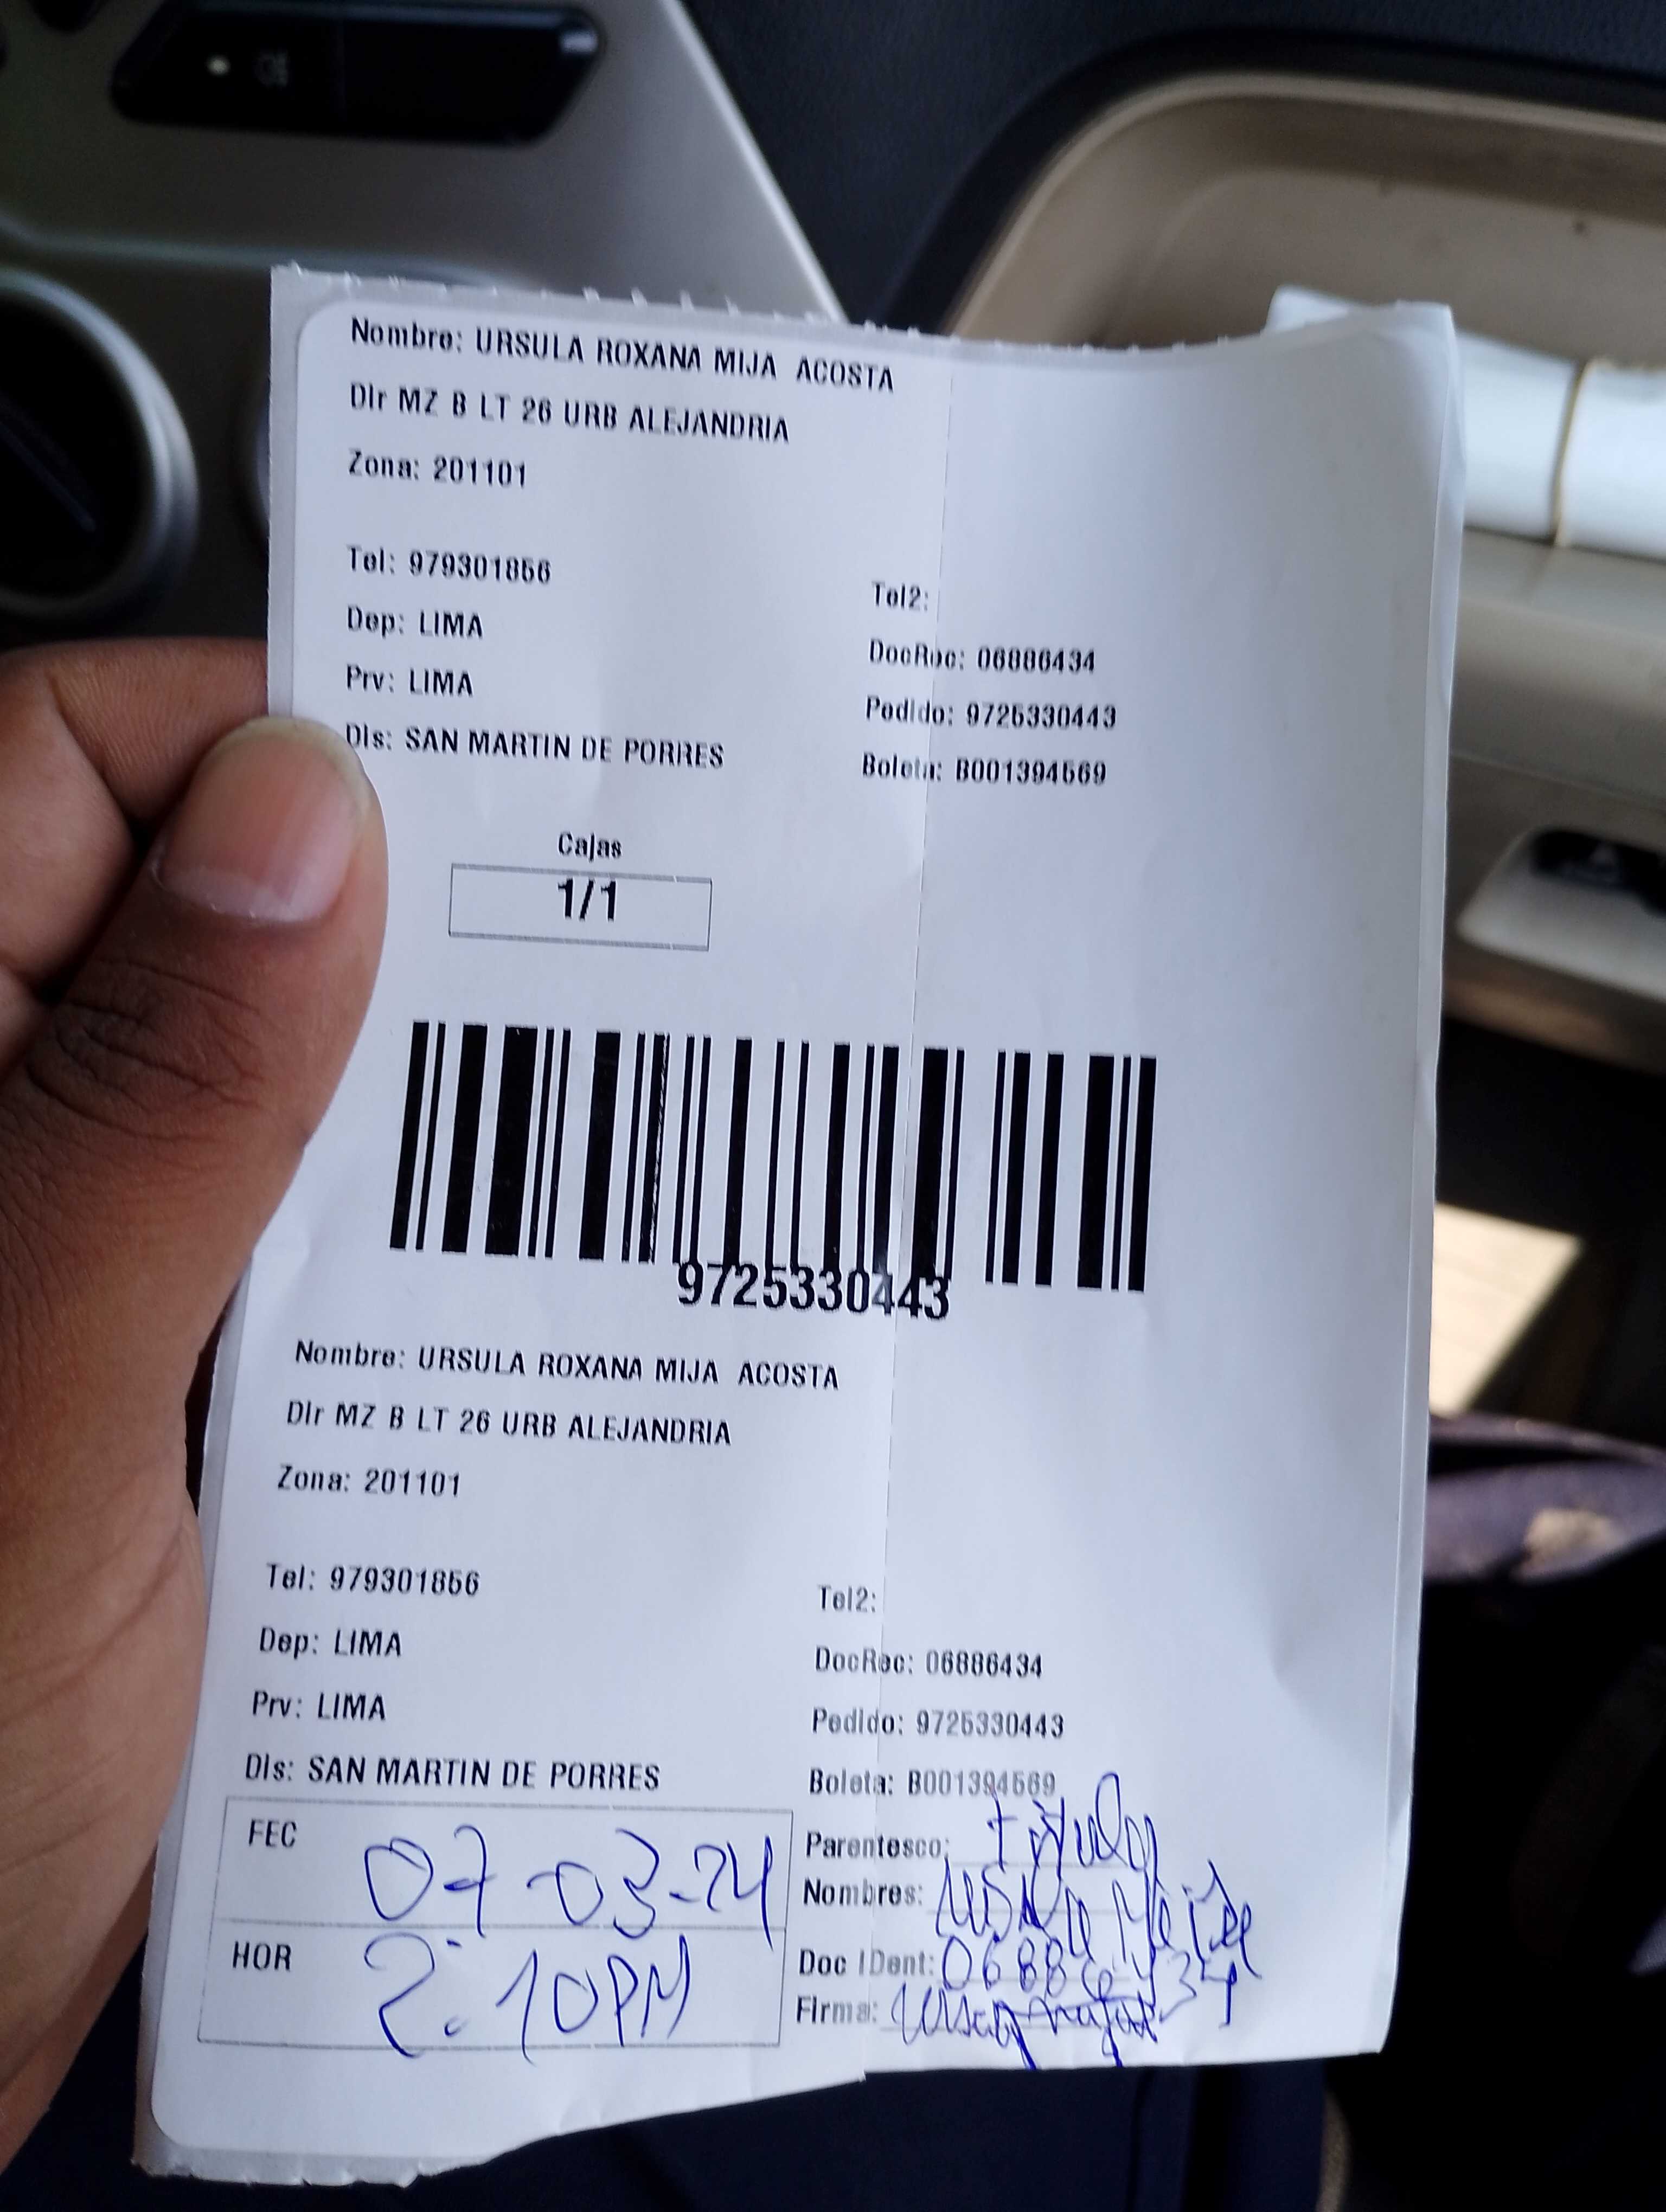 Nombre: URSULA ROXANA MIJA ACOSTA
Dir MZ B LT 26 URB ALEJANDRIA
Zona: 201101
Tel: 979301856
Tel2:
Dep: LIMA
DocRec: 06886434
Prv: LIMA
Pedido: 9725330443
Dis: SAN MARTIN DE PORRES
Boleta: B001394569
Cajas
1/1
9725330443
Nombre: URSULA ROXANA MIJA ACOSTA
Dir MZ B LT 26 URB ALEJANDRIA
Zona: 201101
Tel: 979301856
Tel2:
Dep: LIMA
DocRec: 06886434
Prv: LIMA
Pedido: 9725330443
Dis: SAN MARTIN DE PORRES
Boleta: B001394569
FEC 07-03-24
Parentesco: titular
Nombres:
HOR 2:10PM
Doc IDent: 06886434
Firma: